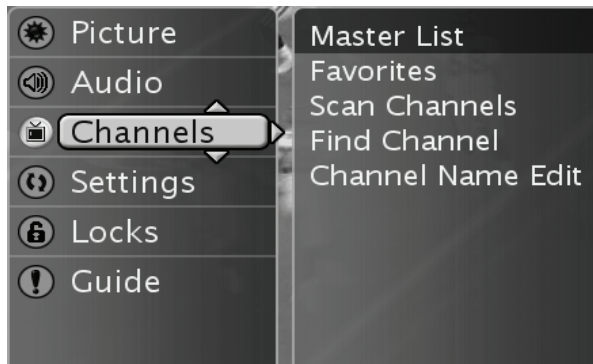 Picture
Audio
Channels
Settings
Locks
Guide
Master List
Favorites
Scan Channels
Find Channel
Channel Name Edit